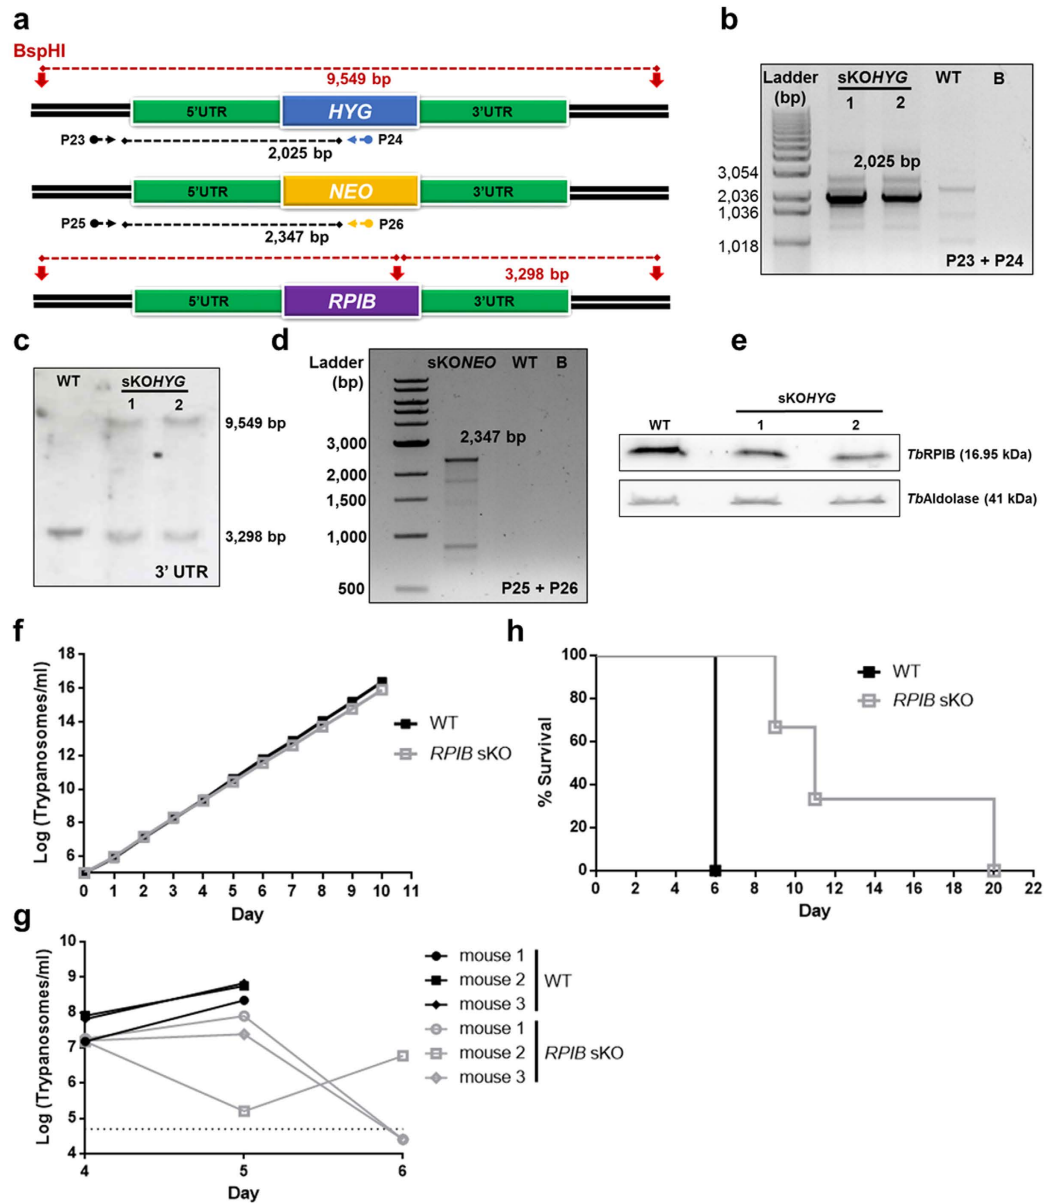 a
BspHI
9,549 bp
5'UTR HYG 3'UTR
P23 P24
2,025 bp
5'UTR NEO 3'UTR
P25 P26
2,347 bp
3,298 bp
5'UTR RPIB 3'UTR
b
Ladder (bp) sKOHYG WT B
1 2
2,025 bp
3,054
2,036
1,036
1,018
P23 + P24
c
WT sKOHYG
1 2
9,549 bp
3,298 bp
3' UTR
d
Ladder (bp) sKONEO WT B
2,347 bp
3,000
2,000
1,500
1,000
500
P25 + P26
e
sKOHYG
WT 1 2
TbRPIB (16.95 kDa)
TbAldolase (41 kDa)
f
Log (Trypanosomes/ml)
18
16
14
12
10
8
6
0 1 2 3 4 5 6 7 8 9 10 11
Day
WT
RPIB sKO
h
% Survival
100
80
60
40
20
0
0 2 4 6 8 10 12 14 16 18 20 22
Day
WT
RPIB sKO
g
Log (Trypanosomes/ml)
10
9
8
7
6
5
4
4 5 6
Day
mouse 1
mouse 2 WT
mouse 3
mouse 1
mouse 2 RPIB sKO
mouse 3